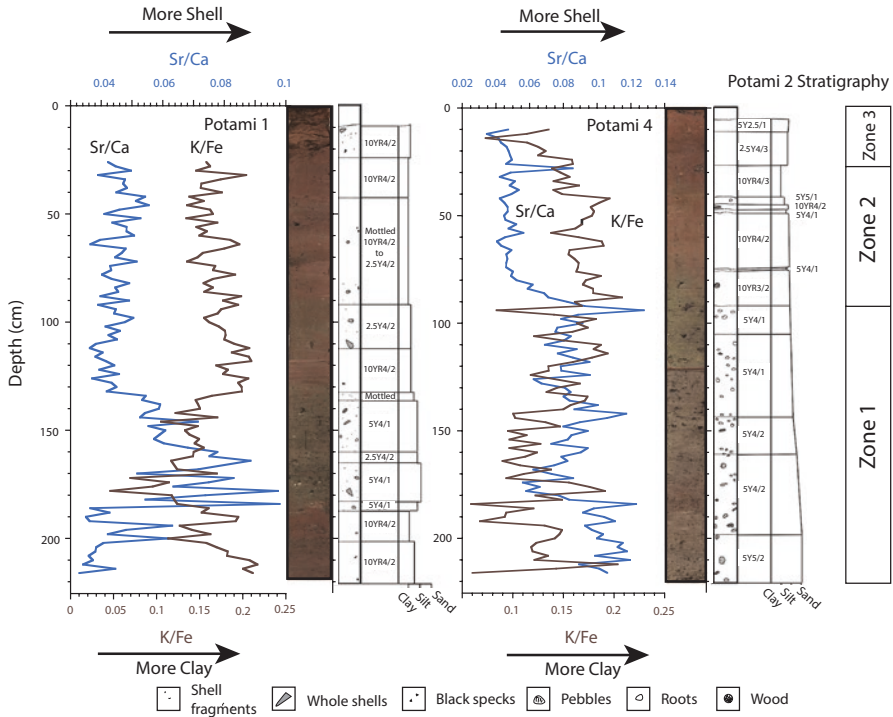 More Shell
Sr/Ca
0.04 0.06 0.08 0.1
More Shell
Sr/Ca
0.02 0.04 0.06 0.08 0.1 0.12 0.14
Potami 2 Stratigraphy
Depth (cm)
0
50
100
150
200
Potami 1
Sr/Ca
K/Fe
10YR4/2
10YR4/2
Mottled
10YR4/2
to
2.5Y4/2
2.5Y4/2
10YR4/2
Mottled
5Y4/1
2.5Y4/2
5Y4/1
5Y4/1
10YR4/2
10YR4/2
Clay
Silt
Sand
0 0.05 0.1 0.15 0.2 0.25
K/Fe
More Clay
0
50
100
150
200
Potami 4
Sr/Ca
K/Fe
5Y2.5/1
2.5Y4/3
10YR4/3
5Y5/1
10YR4/2
5Y4/1
10YR4/2
5Y4/1
10YR3/2
5Y4/1
5Y4/1
5Y4/2
5Y4/2
5Y5/2
Clay
Silt
Sand
0.1 0.15 0.2 0.25
K/Fe
More Clay
Zone 3
Zone 2
Zone 1
Shell
fragments
Whole shells
Black specks
Pebbles
Roots
Wood